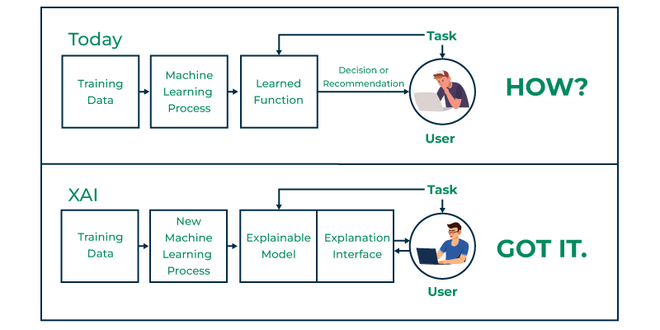 Today
Task
Training
Data
Machine
Learning
Process
Learned
Function
Decision or
Recommendation
HOW?
User
XAI
Task
Training
Data
New
Machine
Learning
Process
Explainable
Model
Explanation
Interface
GOT IT.
User